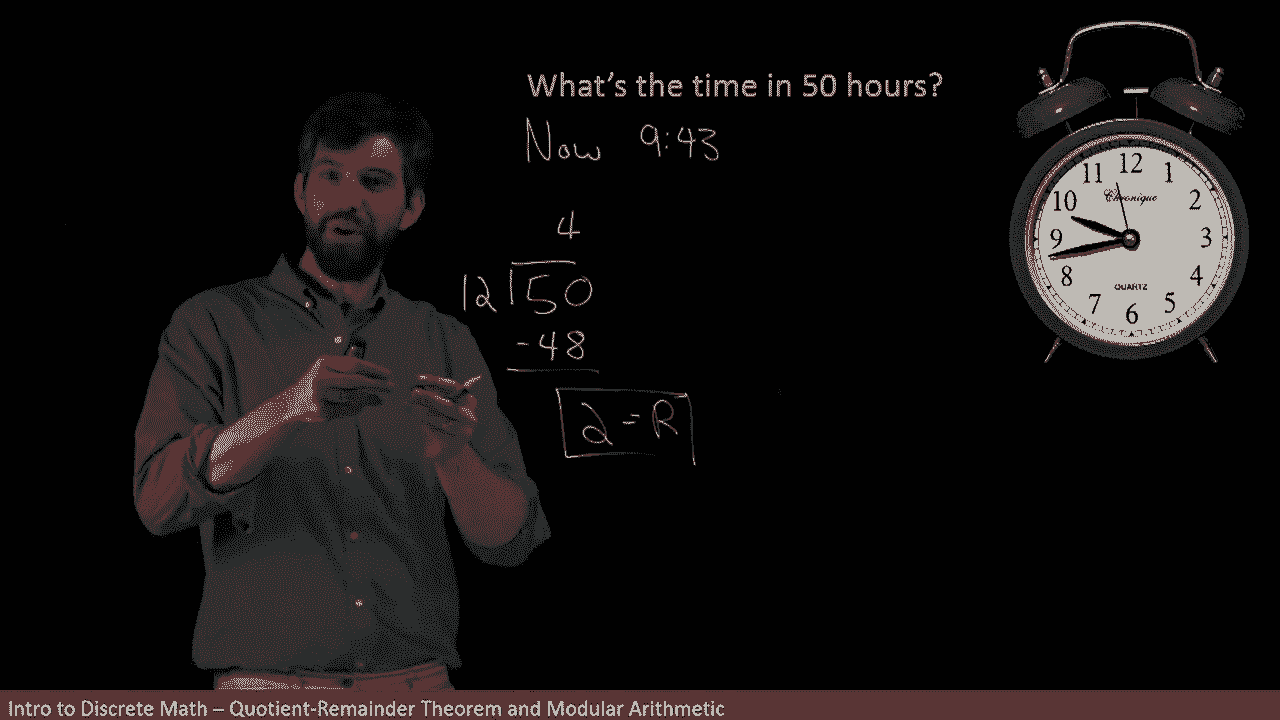 What's the time in 50 hours?
Now 9:43
4
12 50
-48
2 = R
12
11 1
Chronique
10 2
9 3
8 4
QUARTZ
7 5
6
Intro to Discrete Math – Quotient-Remainder Theorem and Modular Arithmetic